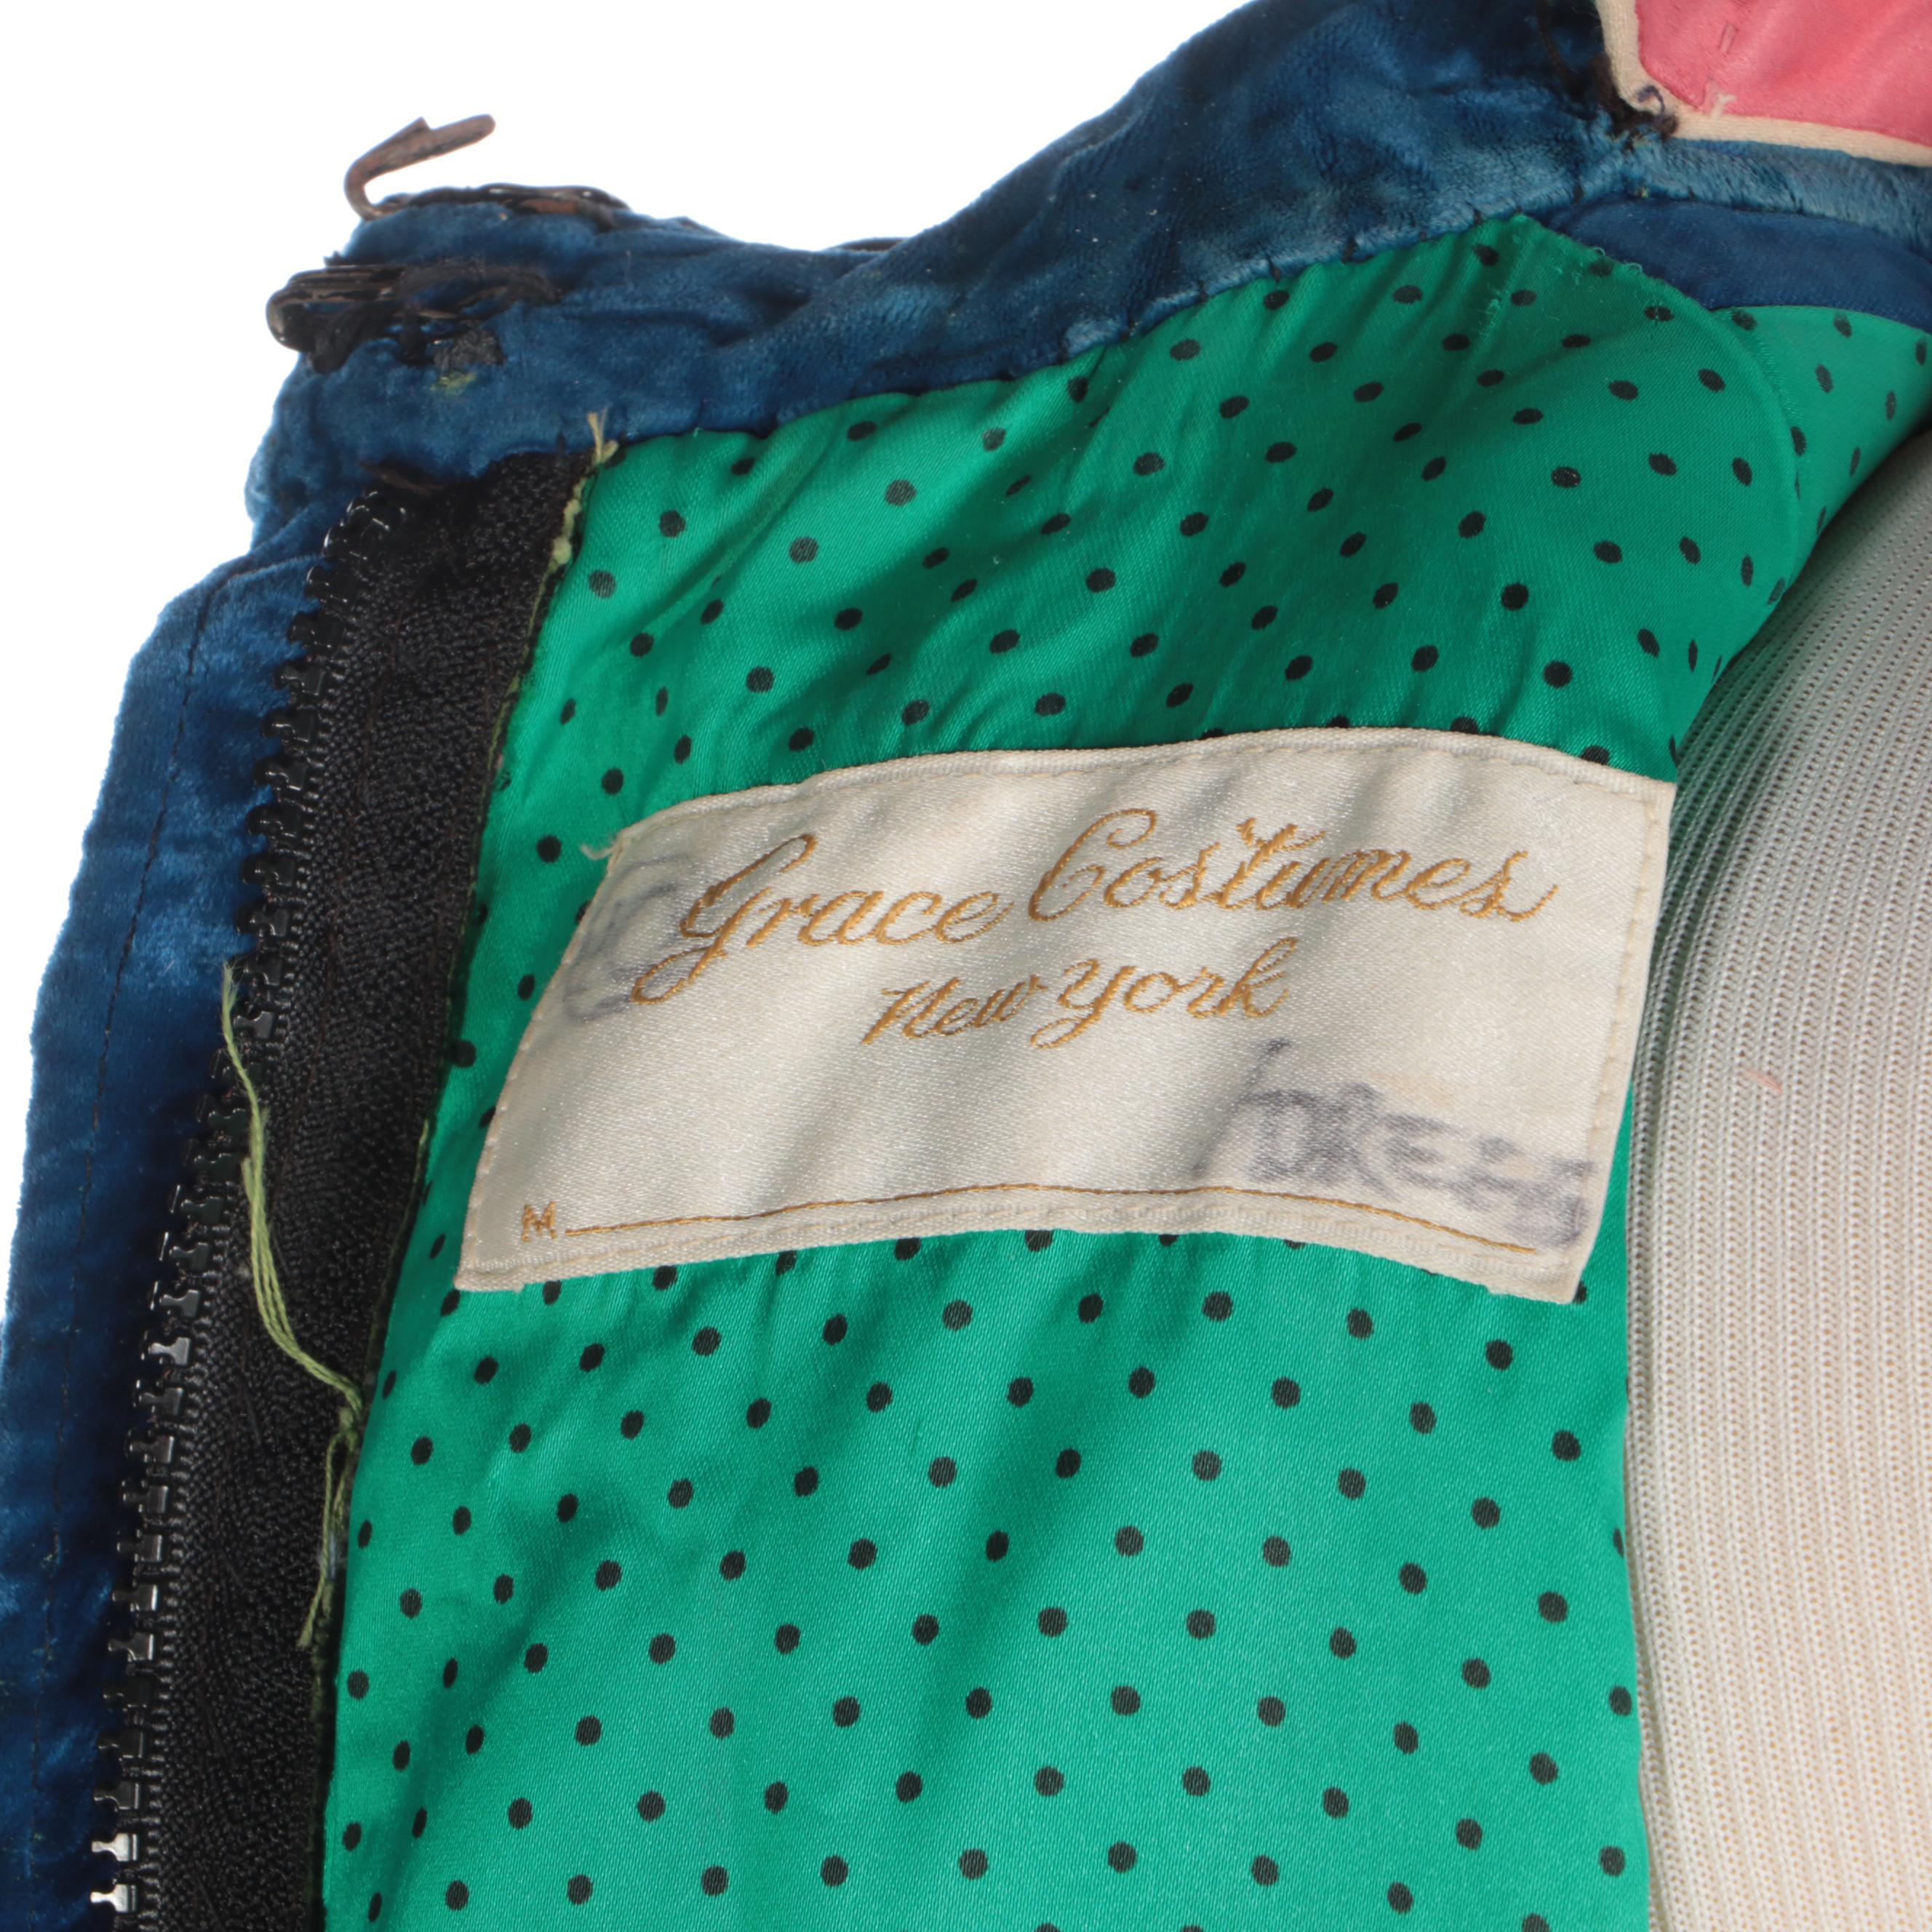 Grace Costumes
New York
M